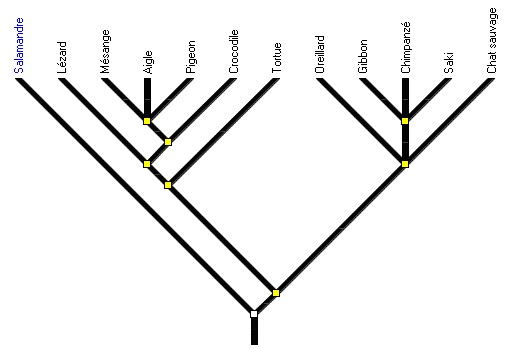 Salamandre
Lézard
Mésange
Aigle
Pigeon
Crocodile
Tortue
Oreillard
Gibbon
Chimpanzé
Saki
Chat sauvage